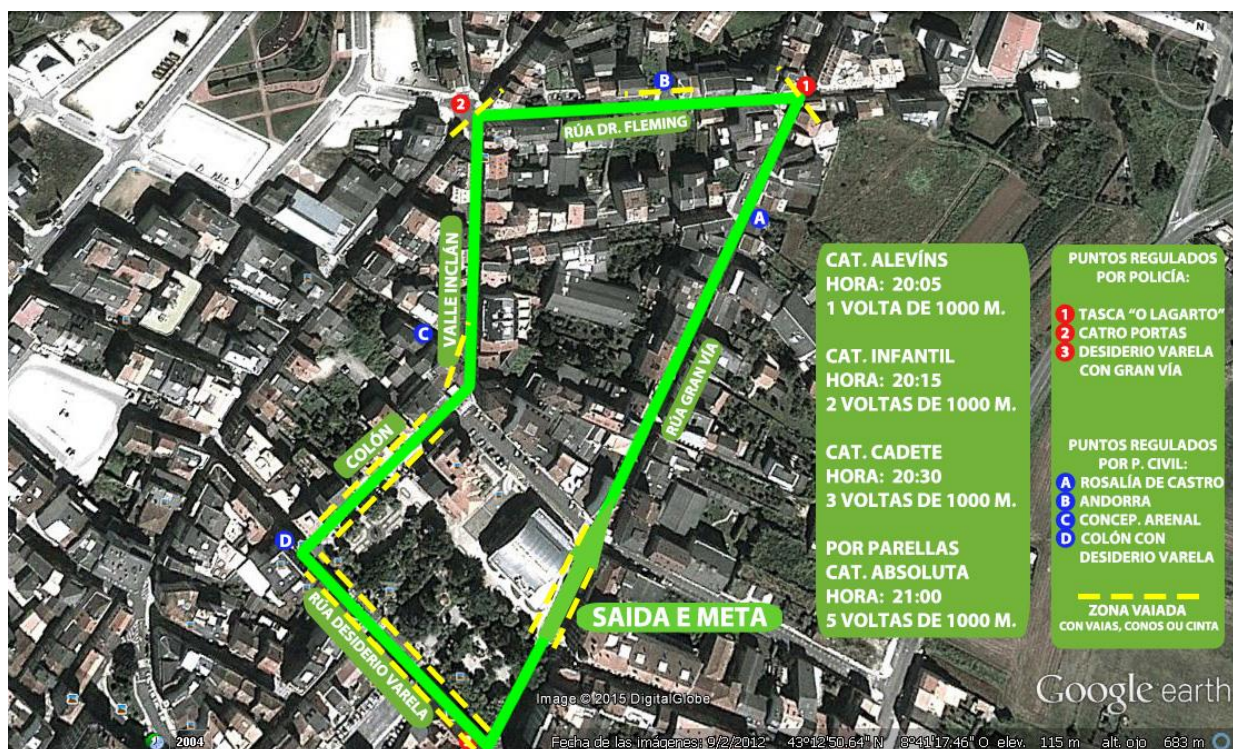 2
B
1
RÚA DR. FLEMING
A
VALLE INCLÁN
C
RÚA GRAN VÍA
COLÓN
D
RÚA DESIDERIO VARELA
SAIDA E META
CAT. ALEVÍNS
HORA: 20:05
1 VOLTA DE 1000 M.
CAT. INFANTIL
HORA: 20:15
2 VOLTAS DE 1000 M.
CAT. CADETE
HORA: 20:30
3 VOLTAS DE 1000 M.
POR PARELLAS
CAT. ABSOLUTA
HORA: 21:00
5 VOLTAS DE 1000 M.
PUNTOS REGULADOS
POR POLICÍA:
1 TASCA "O LAGARTO"
2 CATRO PORTAS
3 DESIDERIO VARELA
CON GRAN VÍA
PUNTOS REGULADOS
POR P. CIVIL:
A ROSALÍA DE CASTRO
B ANDORRA
C CONCEP. ARENAL
D COLÓN CON
DESIDERIO VARELA
ZONA VAIADA
CON VAIAS, CONOS OU CINTA
Image © 2015 DigitalGlobe
Google earth
2004
Fecha de las imágenes: 9/2/2012 43°12'50.64" N 8°41'17.46" O elev. 115 m alt. ojo 683 m